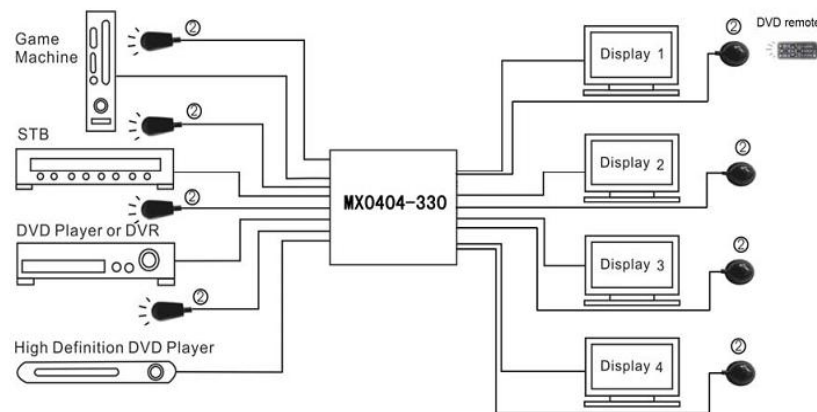 ②
Game
Machine
②
STB
②
DVD Player or DVR
②
High Definition DVD Player
MX0404-330
Display 1
②
DVD remote
Display 2
②
Display 3
②
Display 4
②